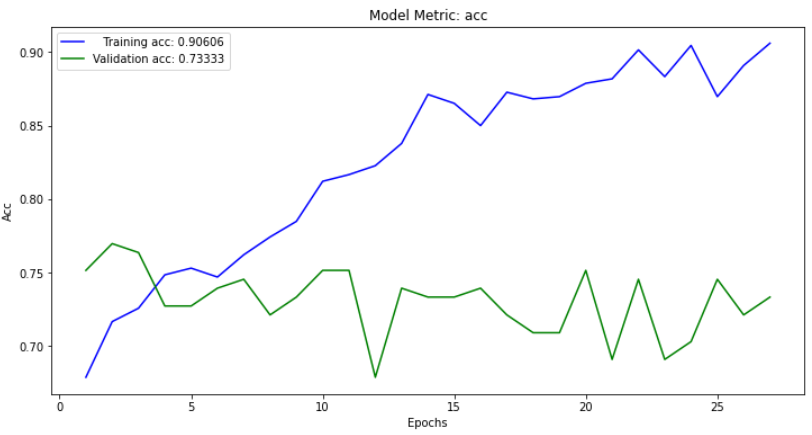 Model Metric: acc
Training acc: 0.90606
Validation acc: 0.73333
0.90
0.85
0.80
0.75
0.70
Acc
0 5 10 15 20 25
Epochs